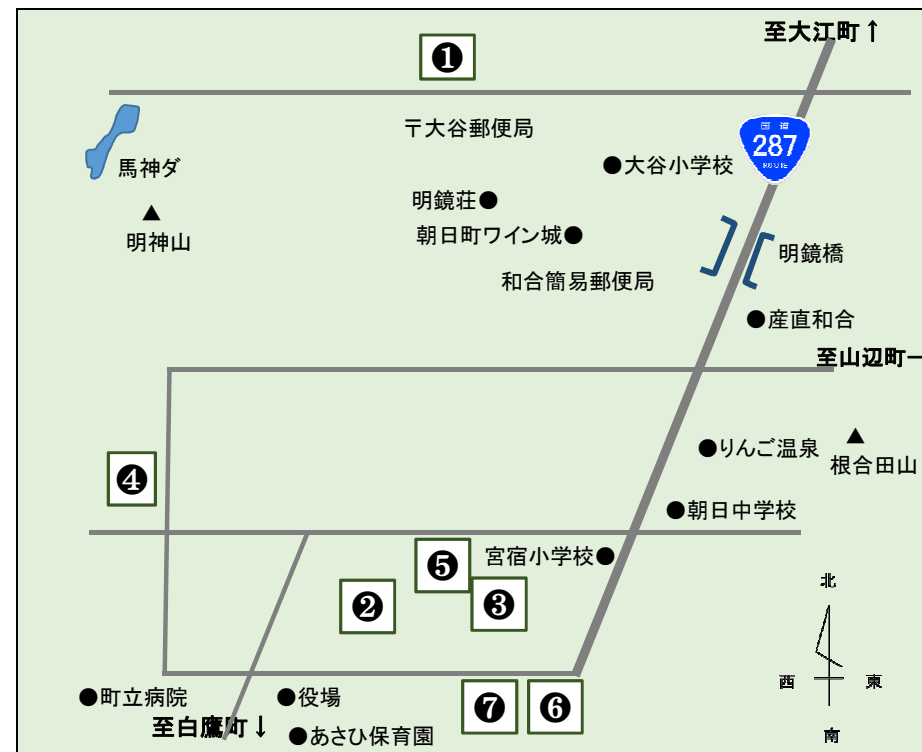 至大江町↑
❶
〒大谷郵便局
国道
287
ROUTE
●大谷小学校
馬神ダ
明鏡荘●
▲
明神山
朝日町ワイン城●
明鏡橋
和合簡易郵便局
●産直和合
至山辺町
●りんご温泉
▲
根合田山
❹
●朝日中学校
宮宿小学校●
❺
❷
❸
北
西
東
南
●町立病院
●役場
❼
❻
至白鷹町↓
●あさひ保育園